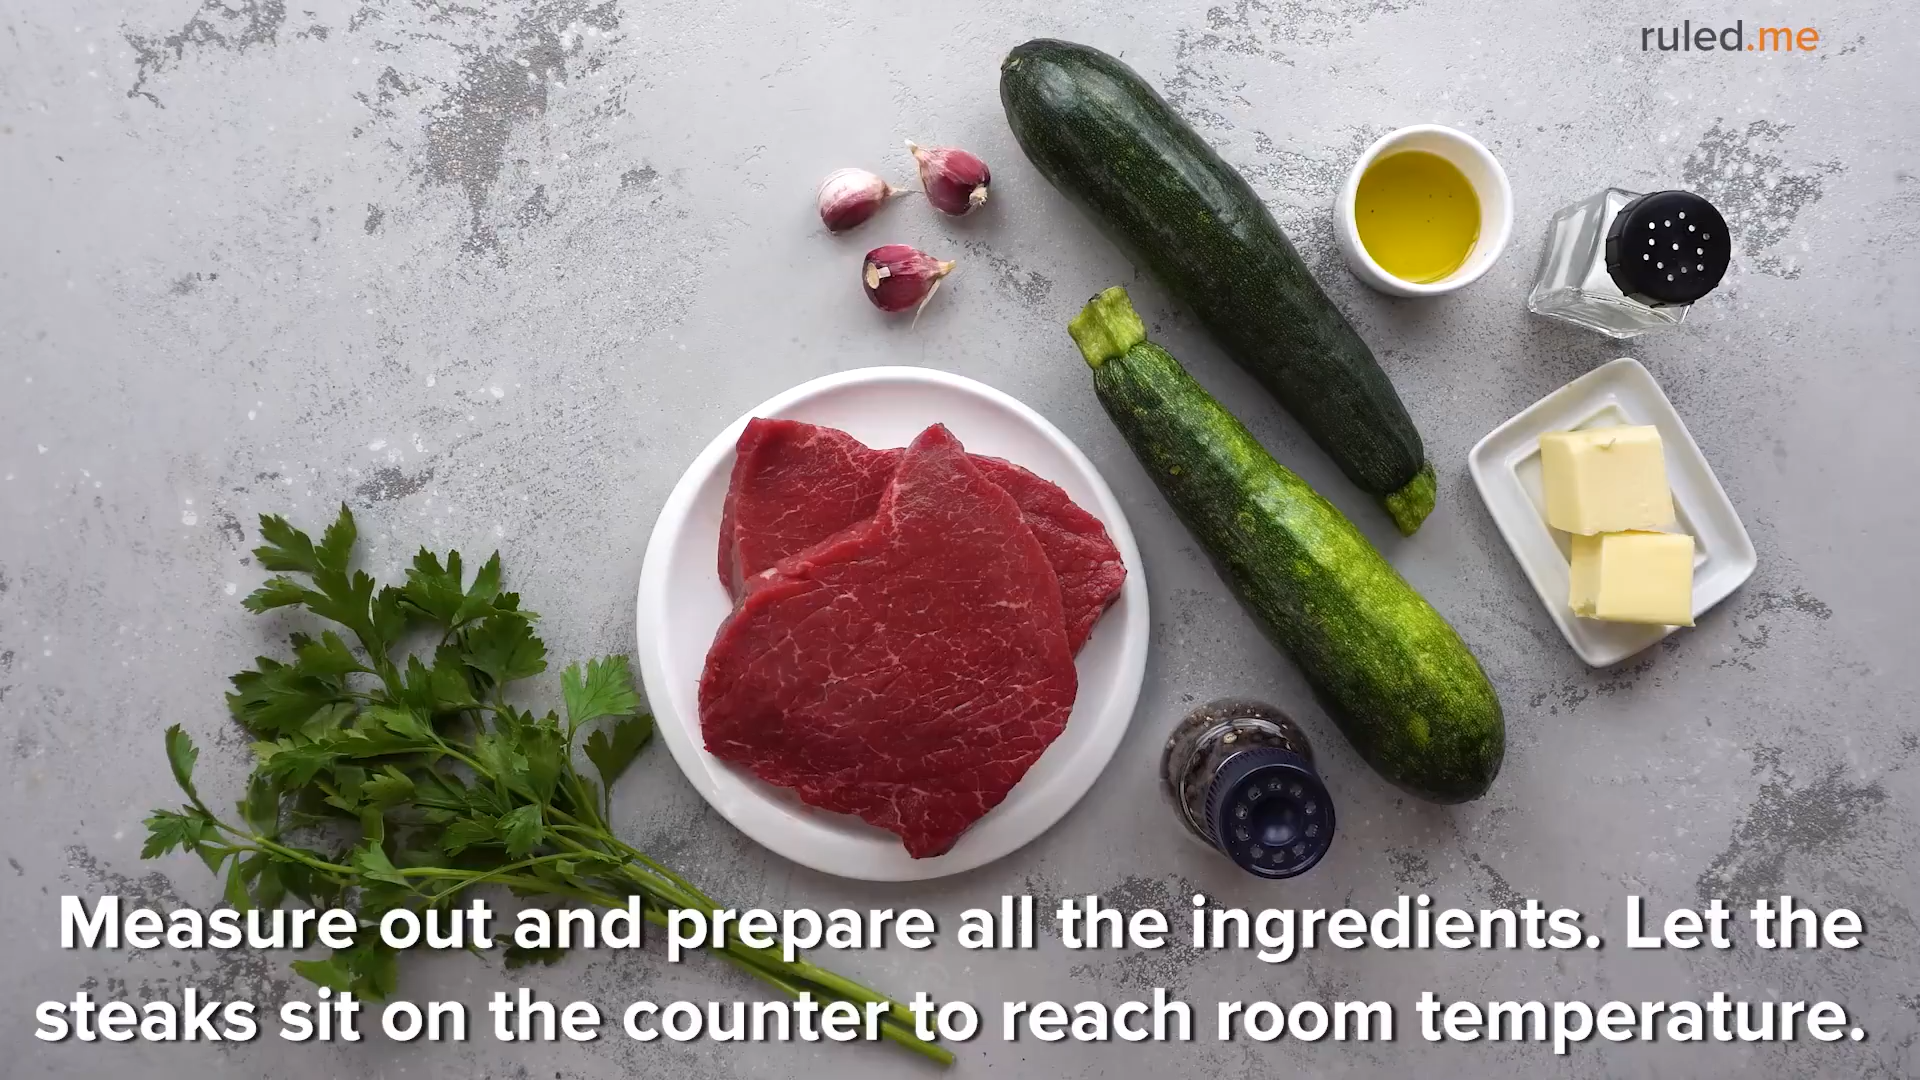 ruled.me
Measure out and prepare all the ingredients. Let the
steaks sit on the counter to reach room temperature.